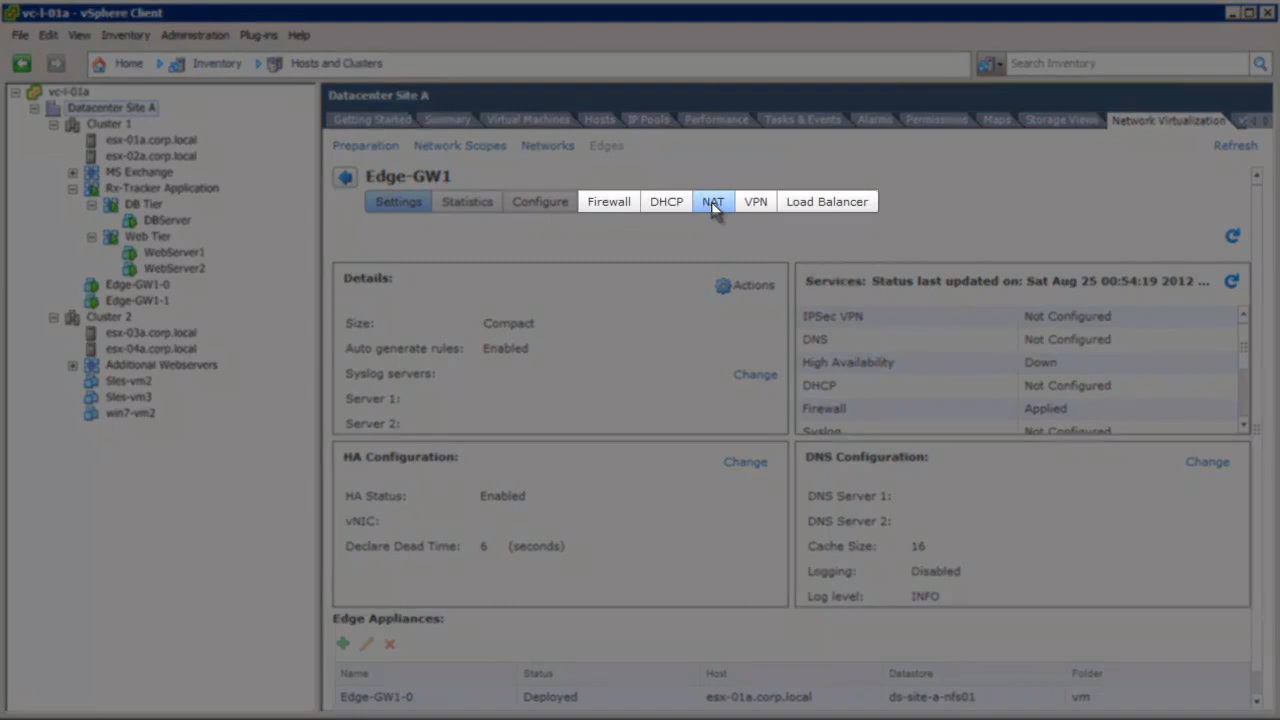 vc-l-01a - vSphere Client
File Edit View Inventory Administration Plug-ins Help
Home Inventory Hosts and Clusters Search Inventory
vc-l-01a
Datacenter Site A
Cluster 1
esx-01a.corp.local
esx-02a.corp.local
MS Exchange
Rx-Tracker Application
DB Tier
DBServer
Web Tier
WebServer1
WebServer2
Edge-GW1-0
Edge-GW1-1
Cluster 2
esx-03a.corp.local
esx-04a.corp.local
Additional Webservers
Sles-vm2
Sles-vm3
win7-vm2
Datacenter Site A
Getting Started Summary Virtual Machines Hosts IP Pools Performance Tasks & Events Alarms Permissions Maps Storage Views Network Virtualization
Preparation Network Scopes Networks Edges Refresh
Edge-GW1
Settings Statistics Configure Firewall DHCP NAT VPN Load Balancer
Details:
Actions
Size: Compact
Auto generate rules: Enabled
Syslog servers: Change
Server 1:
Server 2:
Services: Status last updated on: Sat Aug 25 00:54:19 2012 ...
IPSec VPN Not Configured
DNS Not Configured
High Availability Down
DHCP Not Configured
Firewall Applied
Syslog Not Configured
HA Configuration: Change
HA Status: Enabled
vNIC:
Declare Dead Time: 6 (seconds)
DNS Configuration: Change
DNS Server 1:
DNS Server 2:
Cache Size: 16
Logging: Disabled
Log level: INFO
Edge Appliances:
Name Status Host Datastore Folder
Edge-GW1-0 Deployed esx-01a.corp.local ds-site-a-nfs01 vm